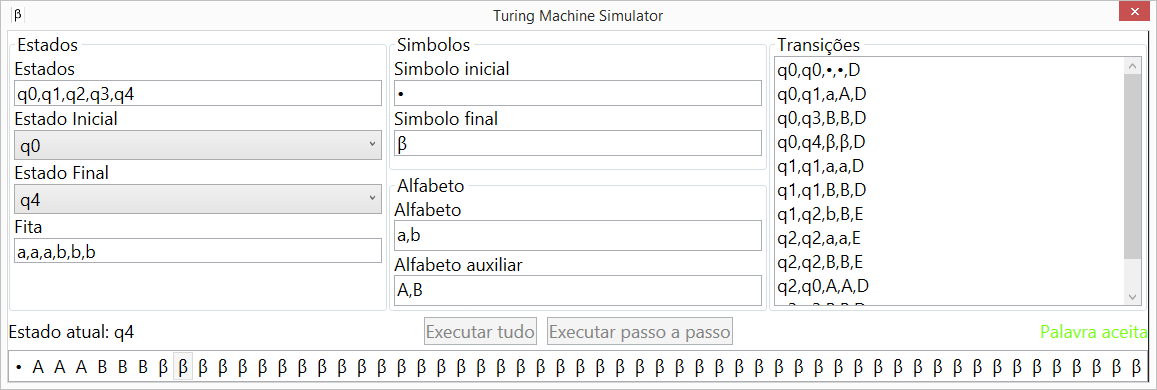 β
Turing Machine Simulator
Estados
Estados
q0,q1,q2,q3,q4
Estado Inicial
q0
Estado Final
q4
Fita
a,a,a,b,b,b
Simbolos
Simbolo inicial
•
Simbolo final
β
Alfabeto
Alfabeto
a,b
Alfabeto auxiliar
A,B
Transições
q0,q0,•,•,D
q0,q1,a,A,D
q0,q3,B,B,D
q0,q4,β,β,D
q1,q1,a,a,D
q1,q1,B,B,D
q1,q2,b,B,E
q2,q2,a,a,E
q2,q2,B,B,E
q2,q0,A,A,D
Estado atual: q4
Executar tudo
Executar passo a passo
Palavra aceita
• A A A B B B β β β β β β β β β β β β β β β β β β β β β β β β β β β β β β β β β β β β β β β β β β β β β β β β